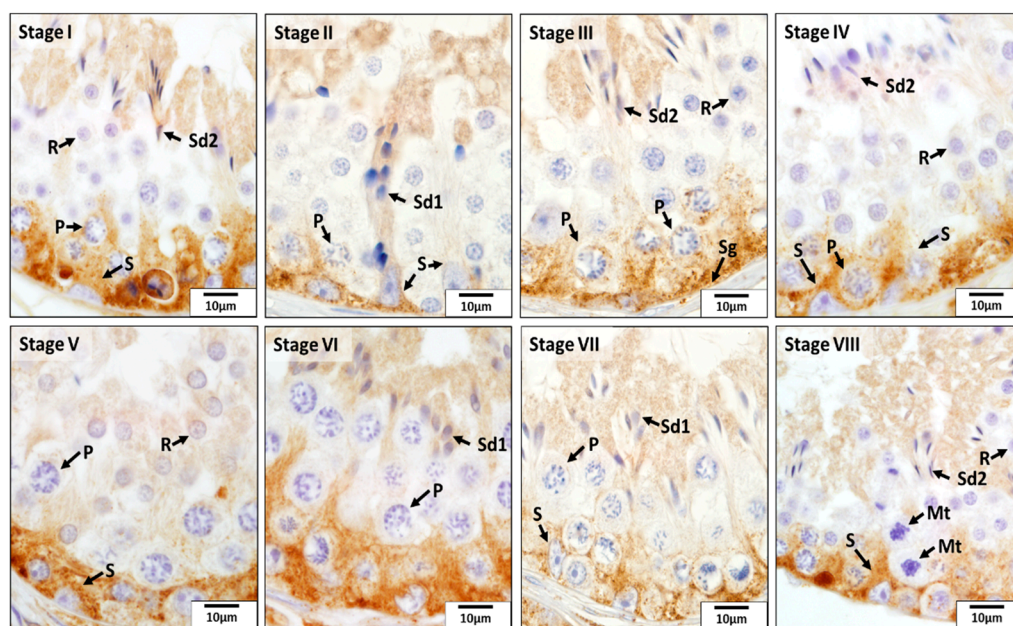 Stage I
R
Sd2
P
S
10µm
Stage II
Sd1
P
S
10µm
Stage III
R
Sd2
P
P
Sg
10µm
Stage IV
Sd2
R
S
P
S
10µm
Stage V
R
P
S
10µm
Stage VI
Sd1
P
10µm
Stage VII
Sd1
P
S
10µm
Stage VIII
R
Sd2
Mt
S
Mt
10µm